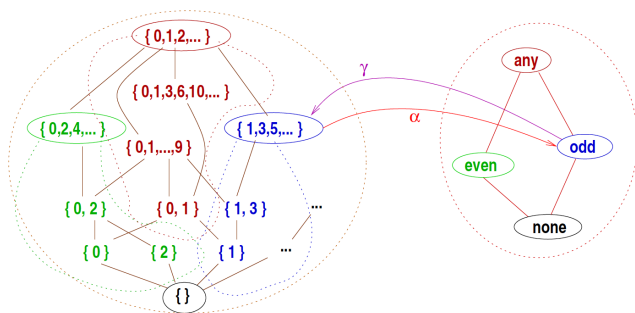 { 0,1,2,... }
any
γ
{ 0,1,3,6,10,... }
α
{ 0,2,4,... }
{ 1,3,5,... }
odd
{ 0,1,...,9 }
even
{ 0, 2 }
{ 0, 1 }
{ 1, 3 }
...
none
{ 0 }
{ 2 }
{ 1 }
...
{ }